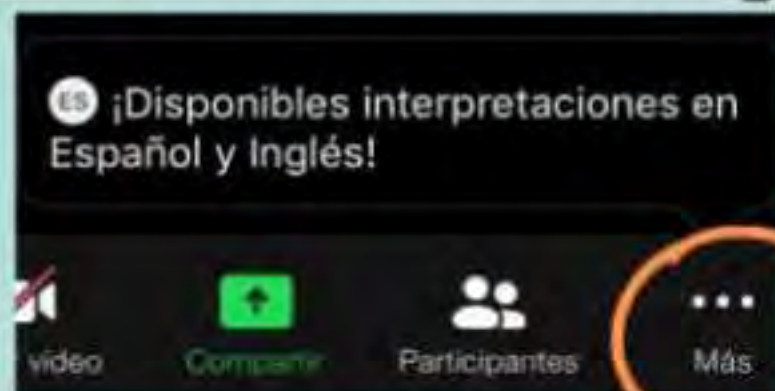 ES ¡Disponibles interpretaciones en
Español y Inglés!
video Compartir Participantes Más